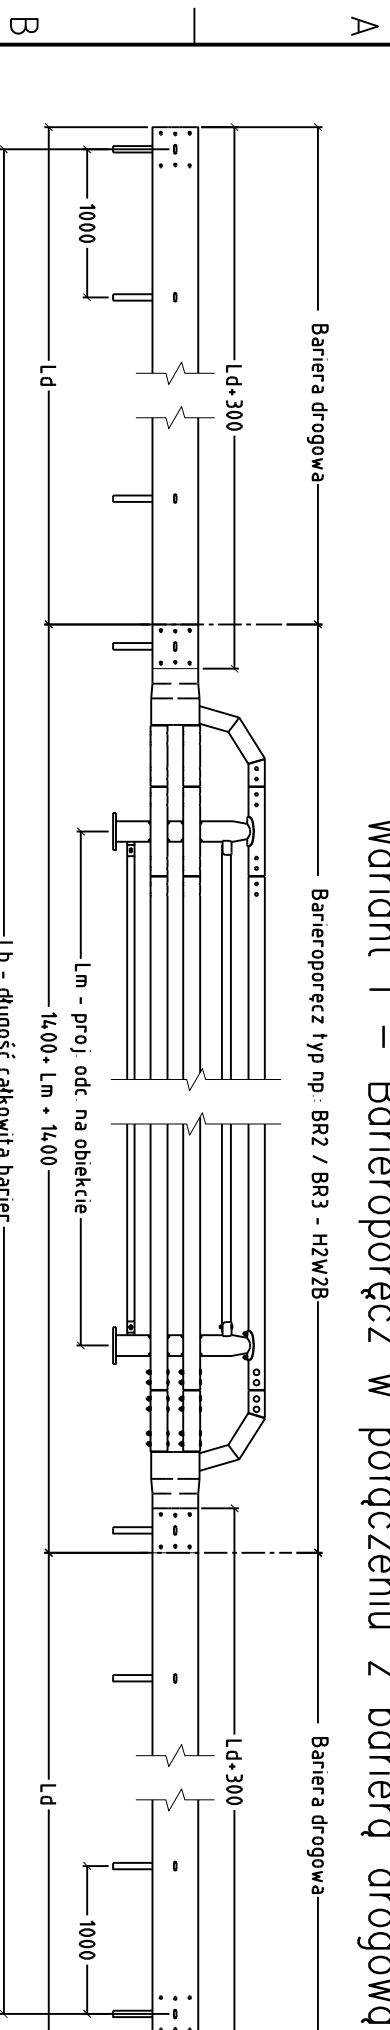 B
A
Wariant I - Barieroporęcz w połączeniu z barierą drogową
Bariera drogowa
Barieroporęcz typ np.: BR2 / BR3 - H2W2B
Bariera drogowa
Ld+300
Ld+300
1000
Lm - proj. odc. na obiekcie
1000
Ld
1400+ Lm + 1400
Ld
Lb - długość całkowita barier